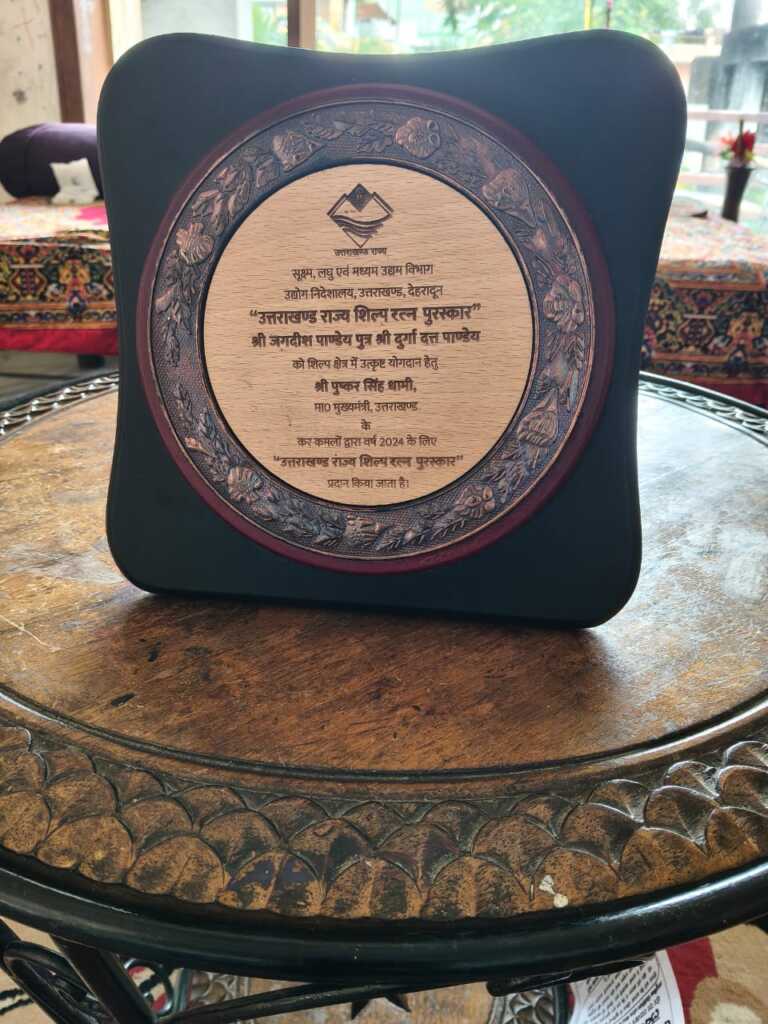 उत्तराखण्ड राज्य
सूक्ष्म, लघु एवं मध्यम उद्यम विभाग
उद्योग निदेशालय, उत्तराखण्ड, देहरादून
“उत्तराखण्ड राज्य शिल्प रत्न पुरस्कार”
श्री जगदीश पाण्डेय पुत्र श्री दुर्गा दत्त पाण्डेय
को शिल्प क्षेत्र में उत्कृष्ट योगदान हेतु
श्री पुष्कर सिंह धामी,
मा0 मुख्यमंत्री, उत्तराखण्ड
के
कर कमलों द्वारा वर्ष 2024 के लिए
“उत्तराखण्ड राज्य शिल्प रत्न पुरस्कार”
प्रदान किया जाता है।